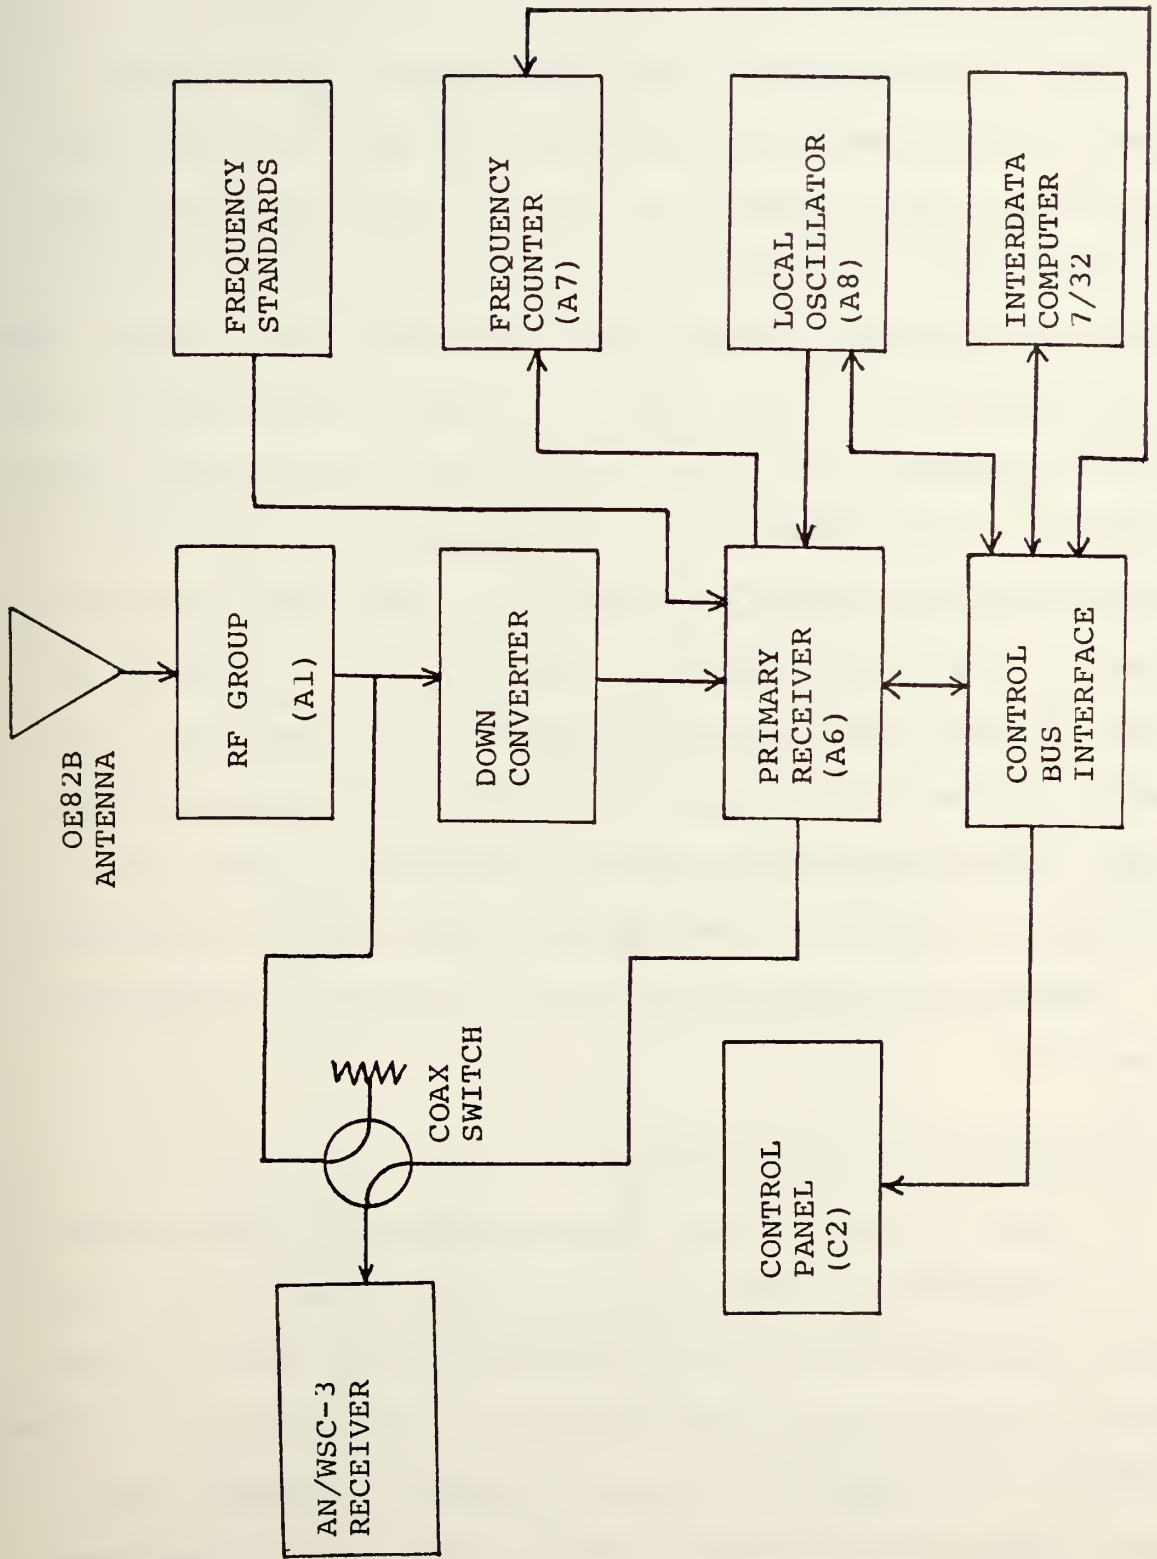 OE82B
ANTENNA
RF GROUP
(A1)
FREQUENCY
STANDARDS
AN/WSC-3
RECEIVER
COAX
SWITCH
DOWN
CONVERTER
FREQUENCY
COUNTER
(A7)
CONTROL
PANEL
(C2)
PRIMARY
RECEIVER
(A6)
LOCAL
OSCILLATOR
(A8)
CONTROL
BUS
INTERFACE
INTERDATA
COMPUTER
7/32